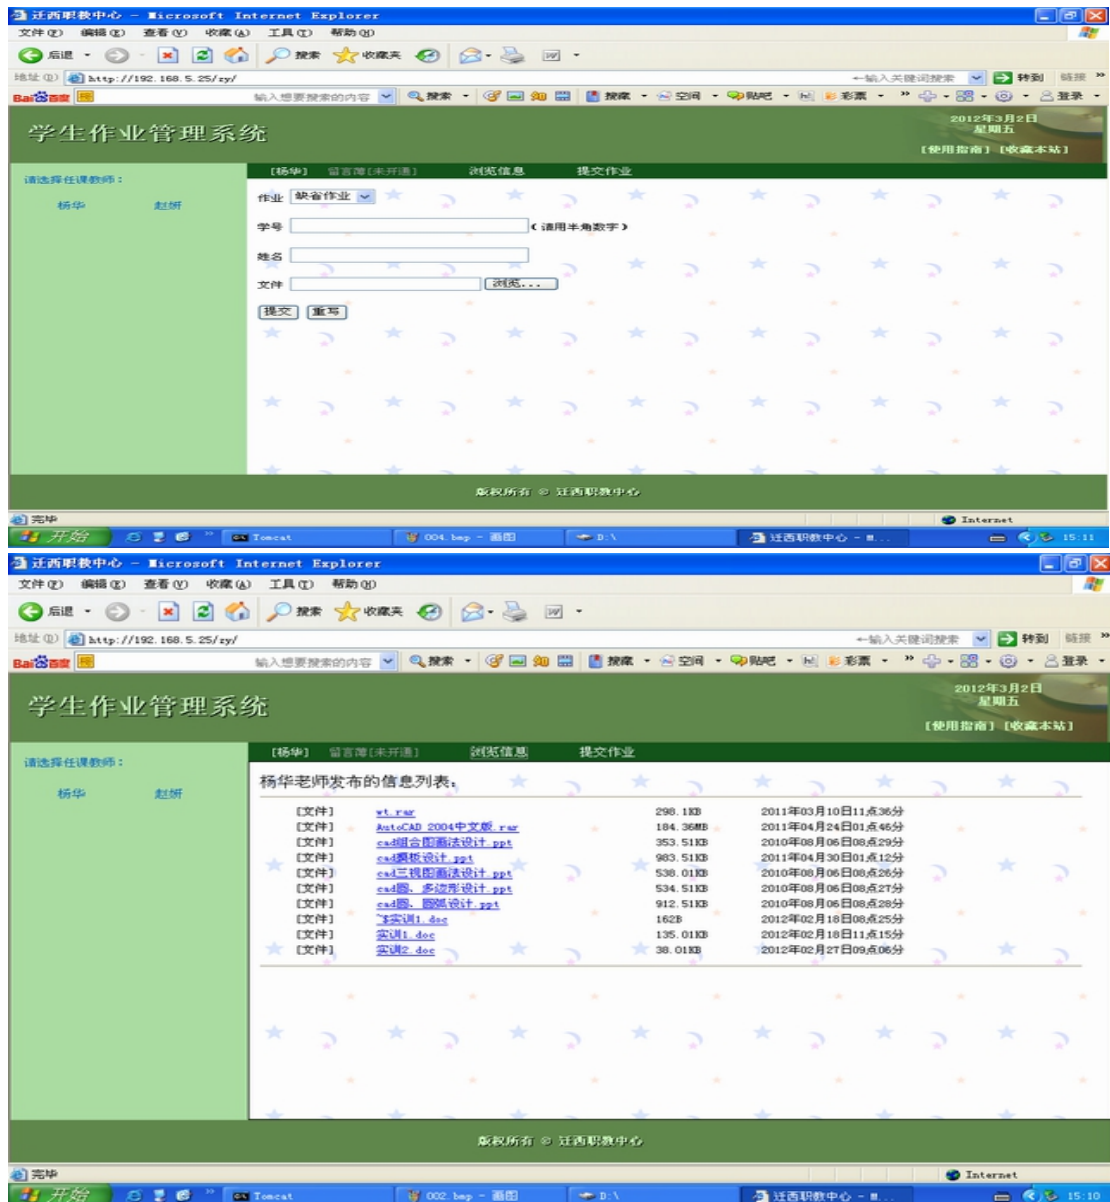 迁西职教中心 - Microsoft Internet Explorer
文件(F) 编辑(E) 查看(V) 收藏(A) 工具(T) 帮助(H)
后退 搜索 收藏夹
地址(D) http://192.168.5.25/zy/ ←输入关键词搜索 转到 链接 »
Bai百度 输入想要搜索的内容 搜索 搜藏 空间 贴吧 彩票 » 登录
学生作业管理系统
2012年3月2日
星期五
[使用指南] [收藏本站]
请选择任课教师:
杨华 赵妍
[杨华] 留言簿[未开通] 浏览信息 提交作业
作业 缺省作业
学号 (请用半角数字)
姓名
文件 浏览...
提交 重写
版权所有 © 迁西职教中心
完毕 Internet
开始 » Tomcat 004.bmp - 画图 D:\ 迁西职教中心 - M... 15:11
迁西职教中心 - Microsoft Internet Explorer
文件(F) 编辑(E) 查看(V) 收藏(A) 工具(T) 帮助(H)
后退 搜索 收藏夹
地址(D) http://192.168.5.25/zy/ ←输入关键词搜索 转到 链接 »
Bai百度 输入想要搜索的内容 搜索 搜藏 空间 贴吧 彩票 » 登录
学生作业管理系统
2012年3月2日
星期五
[使用指南] [收藏本站]
请选择任课教师:
杨华 赵妍
[杨华] 留言簿[未开通] 浏览信息 提交作业
杨华老师发布的信息列表:
[文件] wt.rar 298.1KB 2011年03月10日11点36分
[文件] AutoCAD 2004中文版.rar 184.36MB 2011年04月24日01点46分
[文件] cad组合图画法设计.ppt 353.51KB 2010年08月06日08点29分
[文件] cad模板设计.ppt 983.51KB 2011年04月30日01点12分
[文件] cad三视图画法设计.ppt 538.01KB 2010年08月06日08点26分
[文件] cad圆、多边形设计.ppt 534.51KB 2010年08月06日08点27分
[文件] cad圆、圆弧设计.ppt 912.51KB 2010年08月06日08点28分
[文件] ~$实训1.doc 162B 2012年02月18日08点25分
[文件] 实训1.doc 135.01KB 2012年02月18日11点15分
[文件] 实训2.doc 38.01KB 2012年02月27日09点06分
版权所有 © 迁西职教中心
完毕 Internet
开始 » Tomcat 002.bmp - 画图 D:\ 迁西职教中心 - M... 15:10